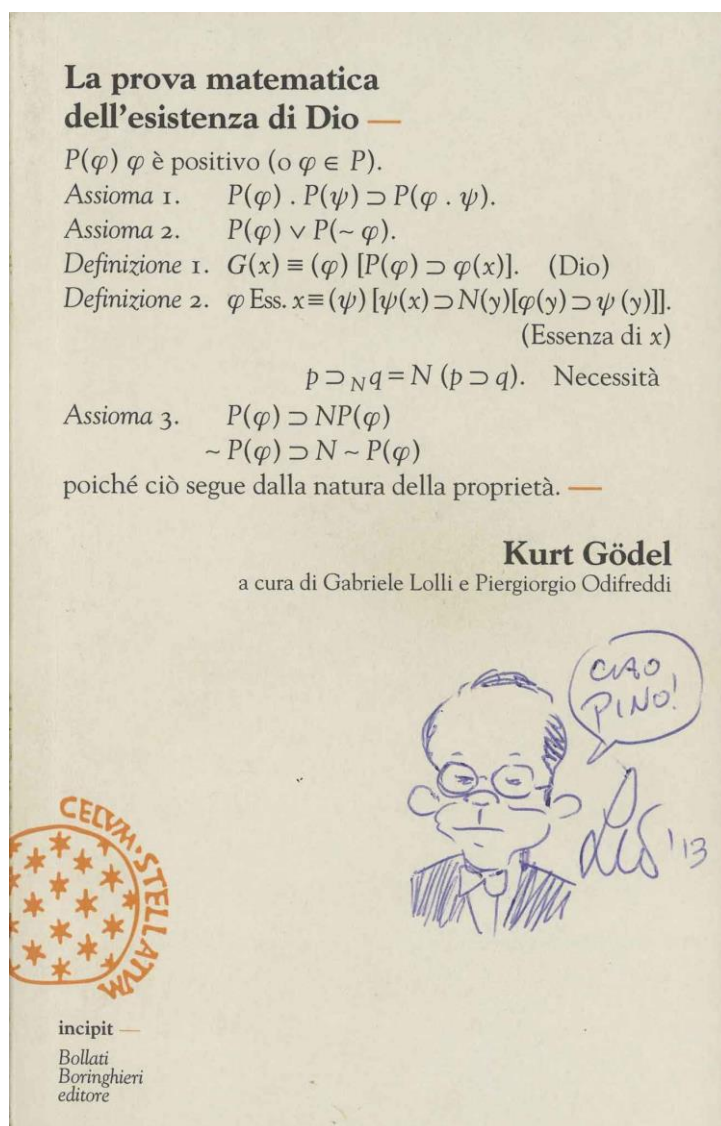 La prova matematica
dell'esistenza di Dio —
P(φ) φ è positivo (o φ ∈ P).
Assioma 1. P(φ) . P(ψ) ⊃ P(φ . ψ).
Assioma 2. P(φ) ∨ P(~ φ).
Definizione 1. G(x) ≡ (φ) [P(φ) ⊃ φ(x)]. (Dio)
Definizione 2. φ Ess. x ≡ (ψ) [ψ(x) ⊃ N(y)[φ(y) ⊃ ψ (y)]].
(Essenza di x)
p ⊃ₙ q = N (p ⊃ q). Necessità
Assioma 3. P(φ) ⊃ NP(φ)
~ P(φ) ⊃ N ~ P(φ)
poiché ciò segue dalla natura della proprietà. —
Kurt Gödel
a cura di Gabriele Lolli e Piergiorgio Odifreddi
CIAO
PINO!
'13
CELVM · STELLATVM
incipit —
Bollati
Boringhieri
editore